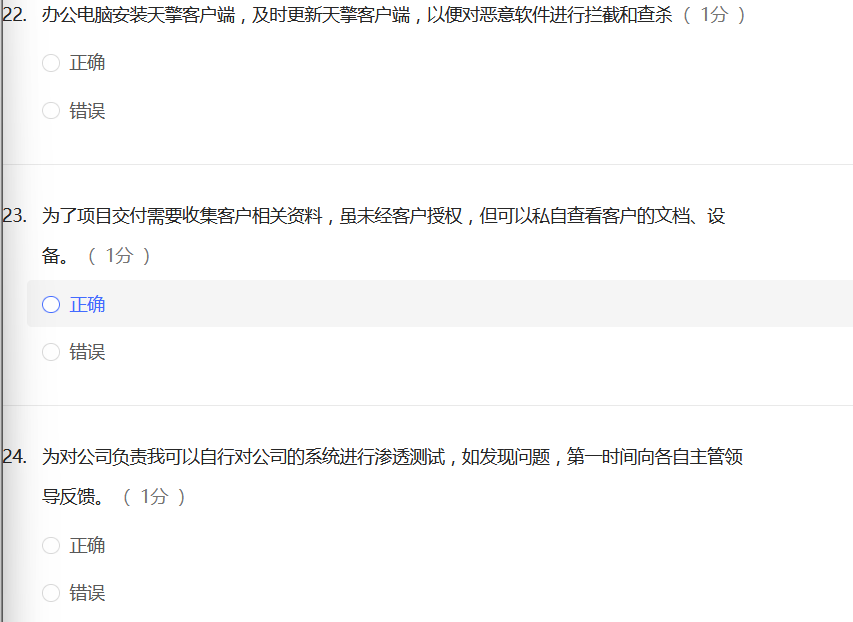 22. 办公电脑安装天擎客户端，及时更新天擎客户端，以便对恶意软件进行拦截和查杀（ 1分 ）
正确
错误
23. 为了项目交付需要收集客户相关资料，虽未经客户授权，但可以私自查看客户的文档、设
备。（ 1分 ）
正确
错误
24. 为对公司负责我可以自行对公司的系统进行渗透测试，如发现问题，第一时间向各自主管领
导反馈。（ 1分 ）
正确
错误